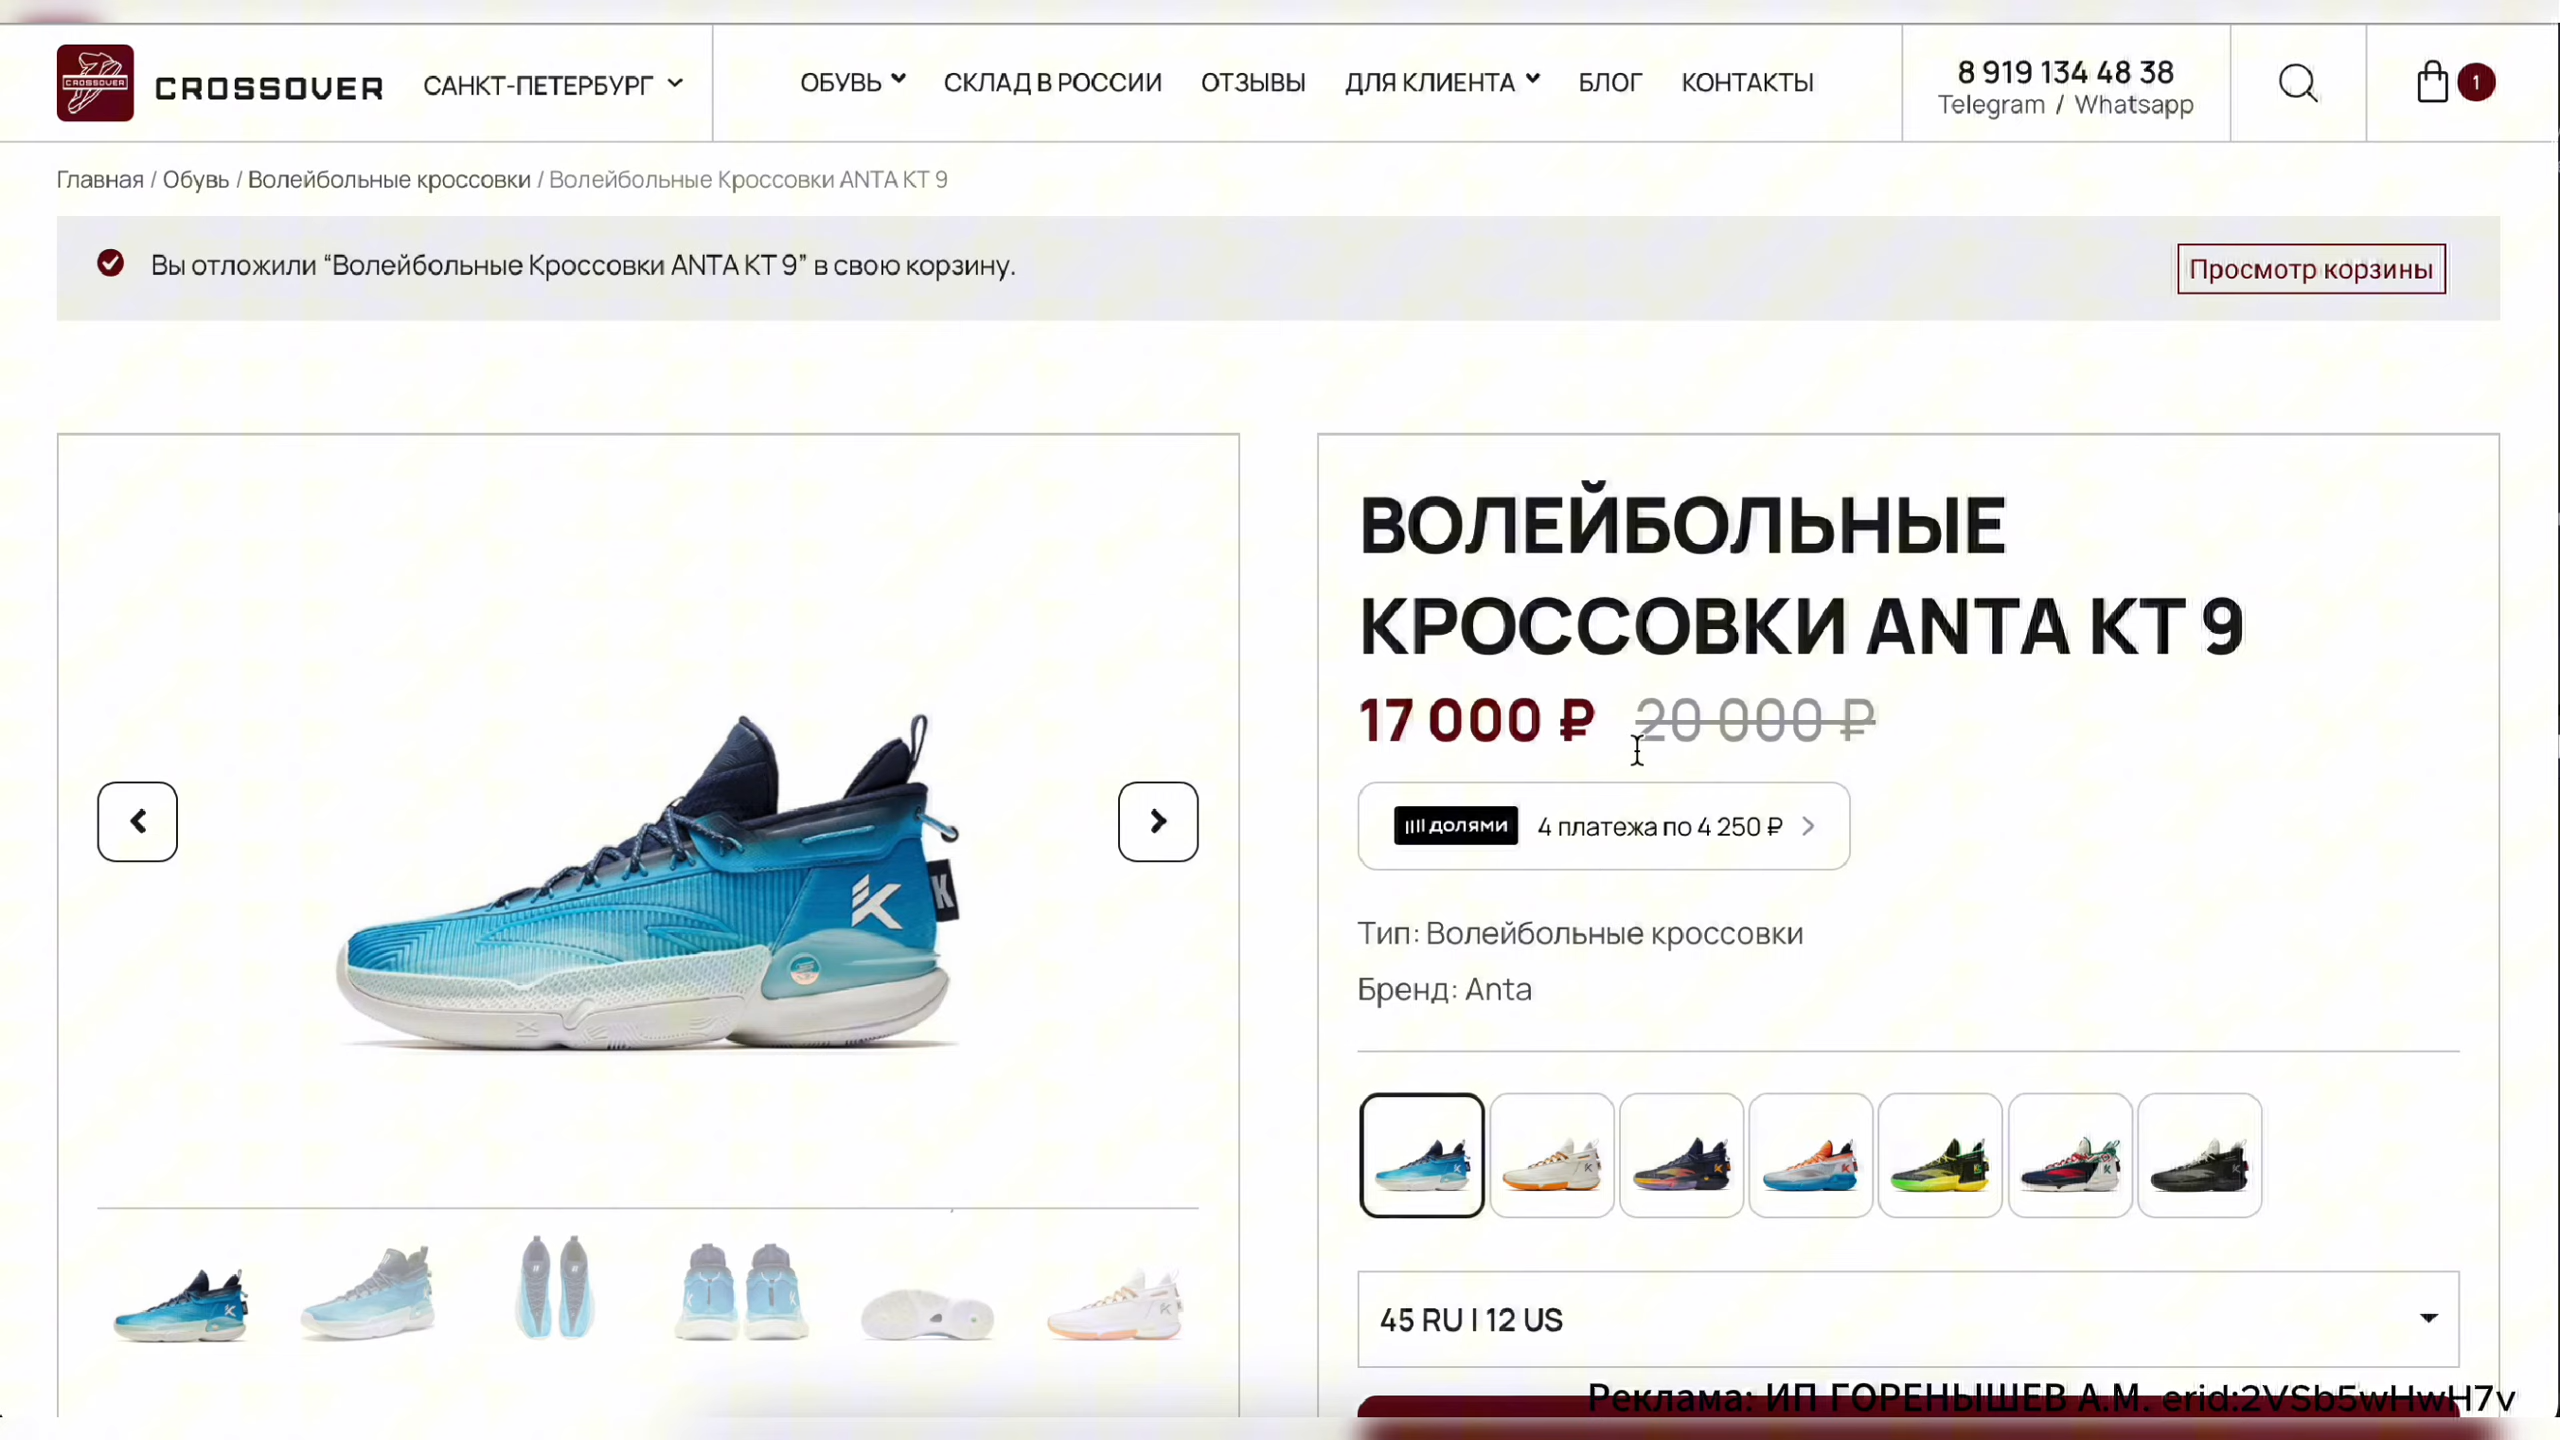 CROSSOVER
CROSSOVER
САНКТ-ПЕТЕРБУРГ
ОБУВЬ
СКЛАД В РОССИИ
ОТЗЫВЫ
ДЛЯ КЛИЕНТА
БЛОГ
КОНТАКТЫ
8 919 134 48 38
Telegram / Whatsapp
1
Главная / Обувь / Волейбольные кроссовки / Волейбольные Кроссовки ANTA KT 9
Вы отложили “Волейбольные Кроссовки ANTA KT 9” в свою корзину.
Просмотр корзины
ВОЛЕЙБОЛЬНЫЕ
КРОССОВКИ ANTA KT 9
17 000 ₽ 20 000 ₽
долями 4 платежа по 4 250 ₽
Тип: Волейбольные кроссовки
Бренд: Anta
45 RU | 12 US
Реклама: ИП ГОРЕНЫШЕВ А.М. erid:2VSb5wHwH7v